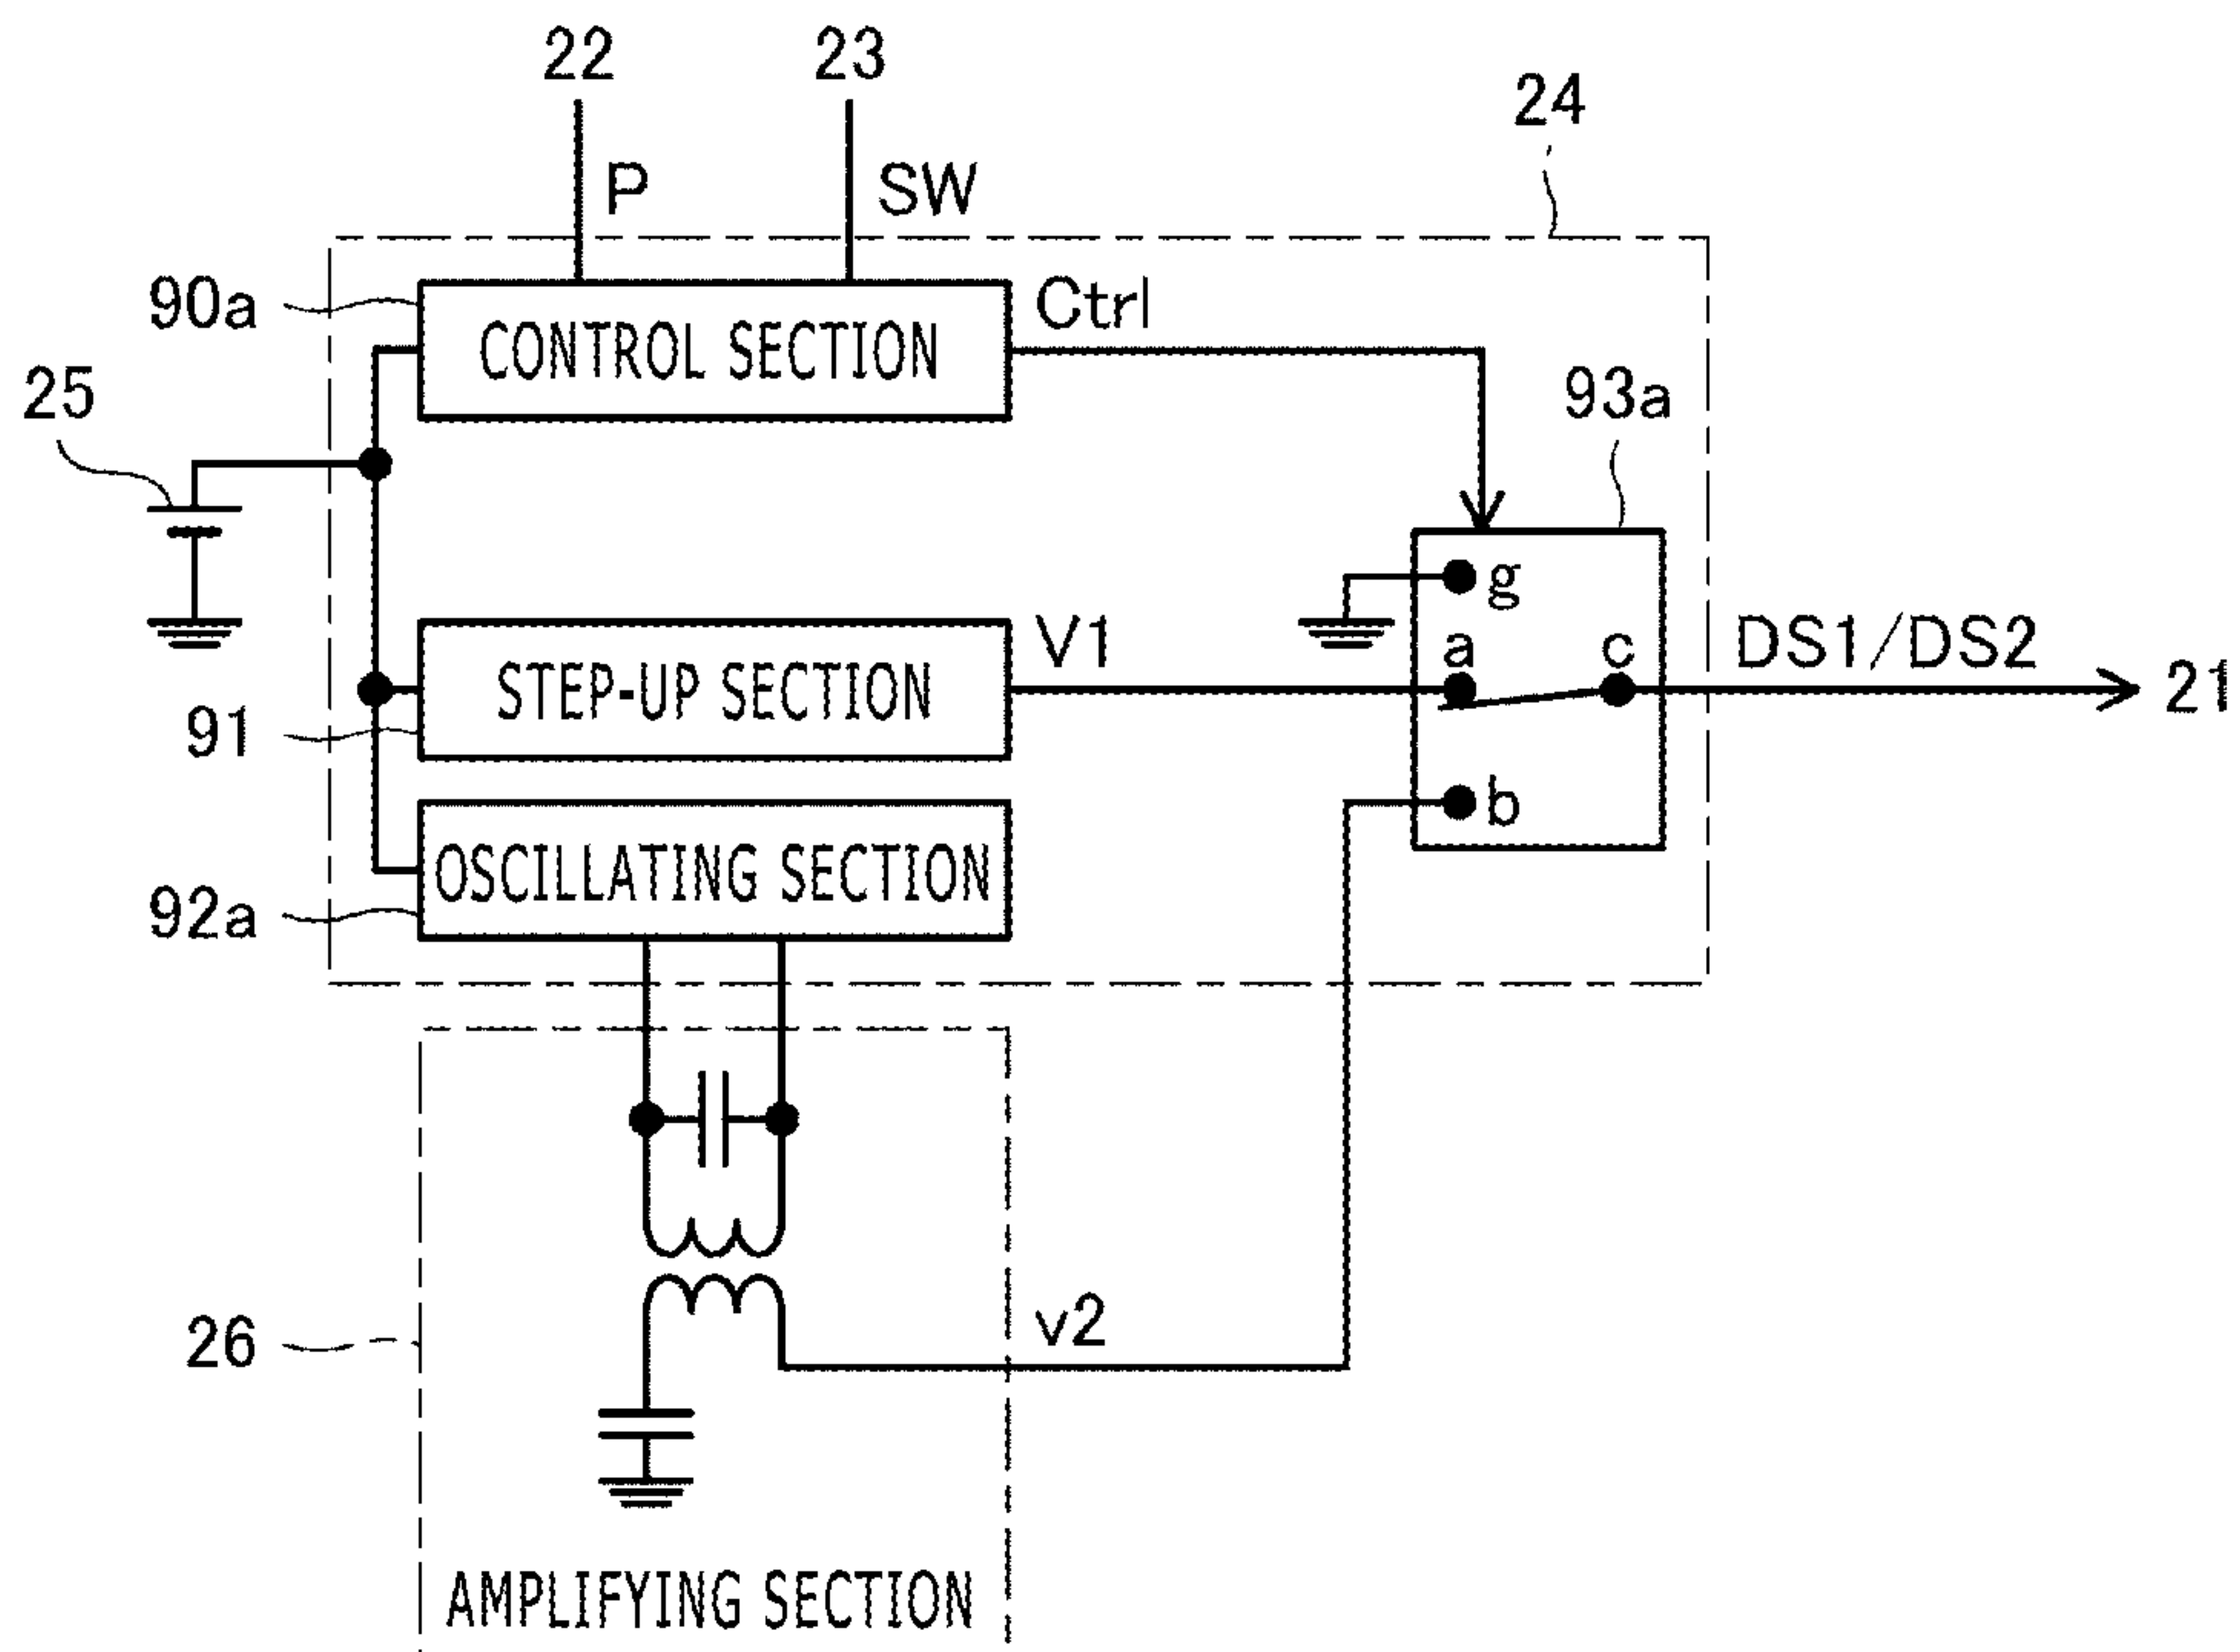 22
23
24
P
SW
90a
Ctrl
CONTROL SECTION
25
93a
g
V1
a
c
DS1/DS2
STEP-UP SECTION
21
91
b
OSCILLATING SECTION
92a
v2
26
AMPLIFYING SECTION